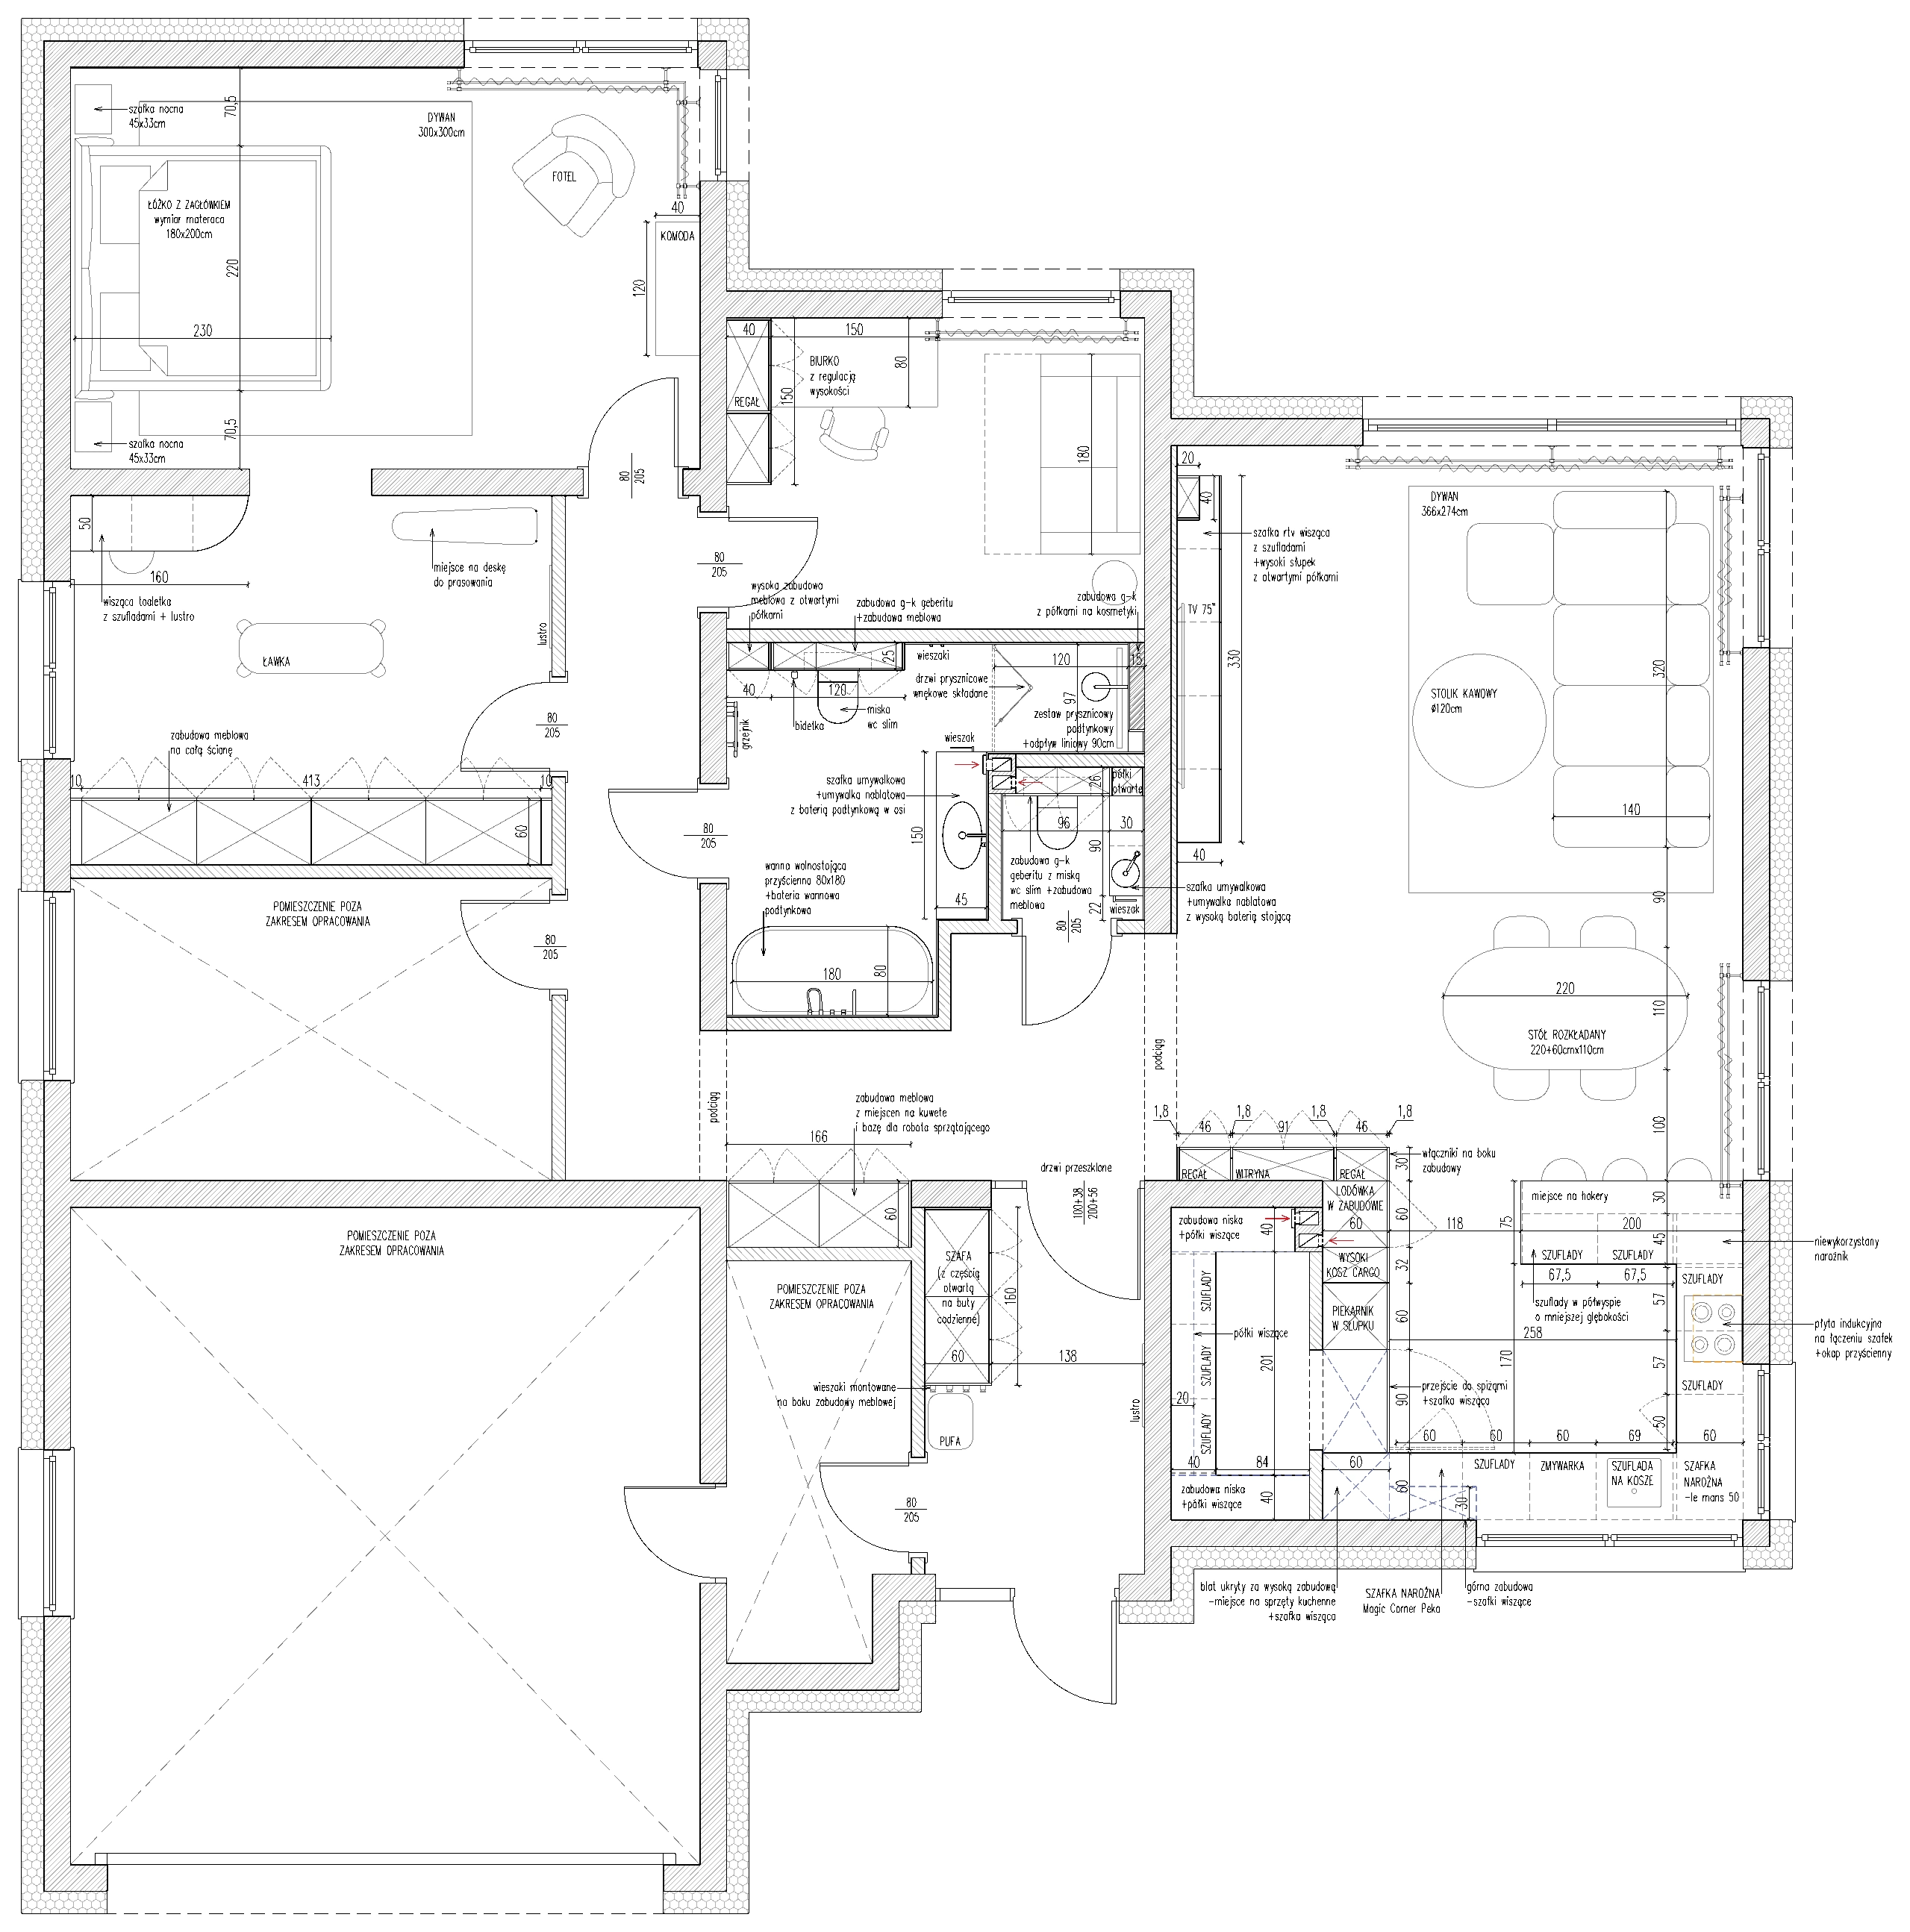 szafka nocna
45x33cm
70,5
DYWAN
300x300cm
FOTEL
ŁÓŻKO Z ZAGŁÓWKIEM
wymiar materaca
180x200cm
220
230
40
KOMODA
120
szafka nocna
45x33cm
70,5
80
205
40
150
BIURKO
z regulacją
wysokości
80
150
REGAŁ
180
80
205
50
160
wisząca toaletka
z szufladami + lustro
miejsce na deskę
do prasowania
lustro
ŁAWKA
80
205
zabudowa meblowa
na całą ścianę
10
413
10
60
wysoka zabudowa
meblowa z otwartymi
półkami
zabudowa g-k geberitu
+zabudowa meblowa
zabudowa g-k
z półkami na kosmetyki
25
wieszaki
120
15
40
120
drzwi prysznicowe
wnękowe składane
97
miska
wc slim
bidetka
grzejnik
zestaw prysznicowy
podtynkowy
+odpływ liniowy 90cm
wieszak
szafka umywalkowa
+umywalka nablatowa
z baterią podtynkową w osi
150
45
80
205
wanna wolnostojąca
przyścienna 80x180
+bateria wannowa
podtynkowa
180
80
26
półki
otwarte
96
30
90
22
zabudowa g-k
geberitu z miską
wc slim +zabudowa
meblowa
wieszak
80
205
szafka umywalkowa
+umywalka nablatowa
z wysoką baterią stojącą
20
40
szafka rtv wisząca
z szufladami
+wysoki słupek
z otwartymi półkami
TV 75"
330
40
DYWAN
366x274cm
320
STOLIK KAWOWY
ø120cm
140
90
220
110
STÓŁ ROZKŁADANY
220+60cmx110cm
100
POMIESZCZENIE POZA
ZAKRESEM OPRACOWANIA
80
205
podciąg
podciąg
zabudowa meblowa
z miejscem na kuwetę
i bazę dla robota sprzątającego
166
60
drzwi przeszklone
100+38
200+56
1,8
46
1,8
91
1,8
46
1,8
REGAŁ
WITRYNA
REGAŁ
30
włączniki na boku
zabudowy
LODÓWKA
W ZABUDOWIE
60
60
118
WYSOKI
KOSZ CARGO
32
PIEKARNIK
W SŁUPKU
60
miejsce na hokery
30
75
200
45
SZUFLADY
SZUFLADY
niewykorzystany
narożnik
67,5
67,5
SZUFLADY
57
szuflady w półwyspie
o mniejszej głębokości
258
170
płyta indukcyjna
na łączeniu szafek
+okap przyścienny
57
SZUFLADY
50
przejście do spiżarni
+szafka wisząca
90
60
60
60
69
60
SZUFLADY
ZMYWARKA
SZUFLADA
NA KOSZE
SZAFKA
NAROŻNA
-le mans 50
60
60
30
zabudowa niska
+półki wiszące
40
SZUFLADY
półki wiszące
SZUFLADY
201
20
SZUFLADY
40
84
zabudowa niska
+półki wiszące
40
blat ukryty za wysoką zabudową
-miejsce na sprzęty kuchenne
+szafka wisząca
SZAFKA NAROŻNA
Magic Corner Peka
górna zabudowa
-szafki wiszące
POMIESZCZENIE POZA
ZAKRESEM OPRACOWANIA
POMIESZCZENIE POZA
ZAKRESEM OPRACOWANIA
SZAFA
(z częścią
otwartą
na buty
codzienne)
160
60
138
wieszaki montowane
na boku zabudowy meblowej
PUFA
lustro
80
205